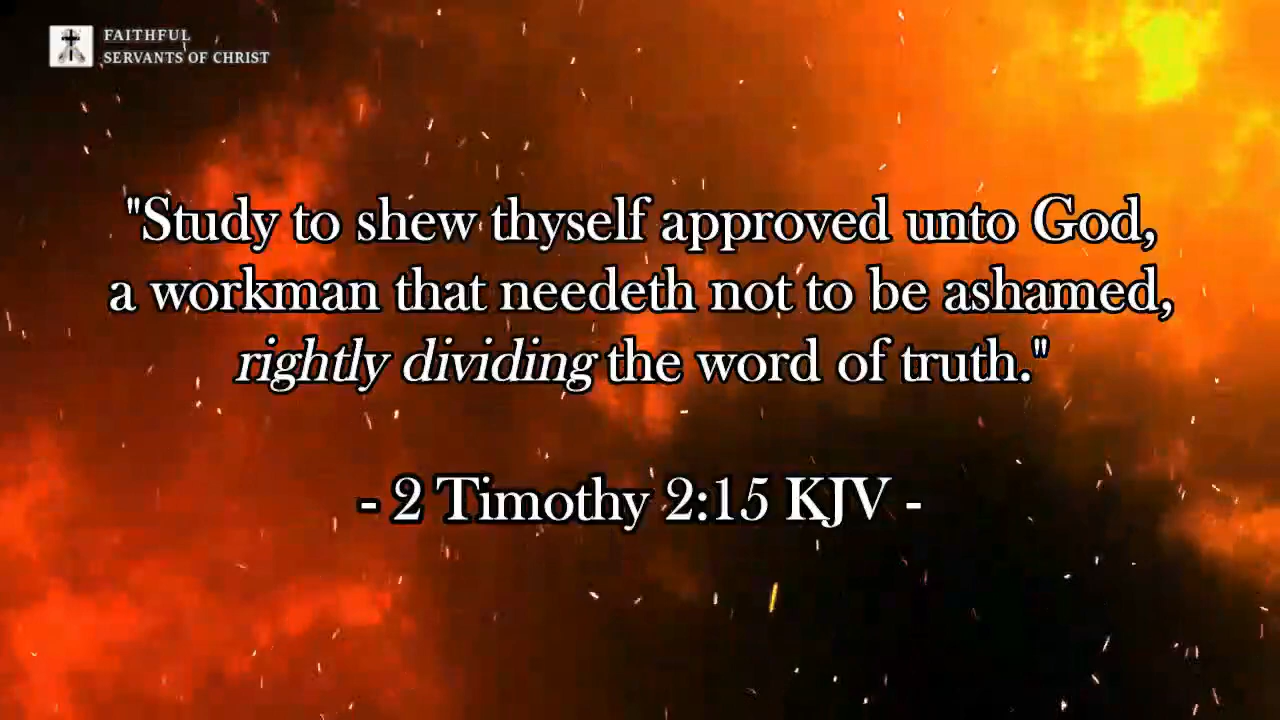 FAITHFUL
SERVANTS OF CHRIST
"Study to shew thyself approved unto God,
a workman that needeth not to be ashamed,
rightly dividing the word of truth."
- 2 Timothy 2:15 KJV -